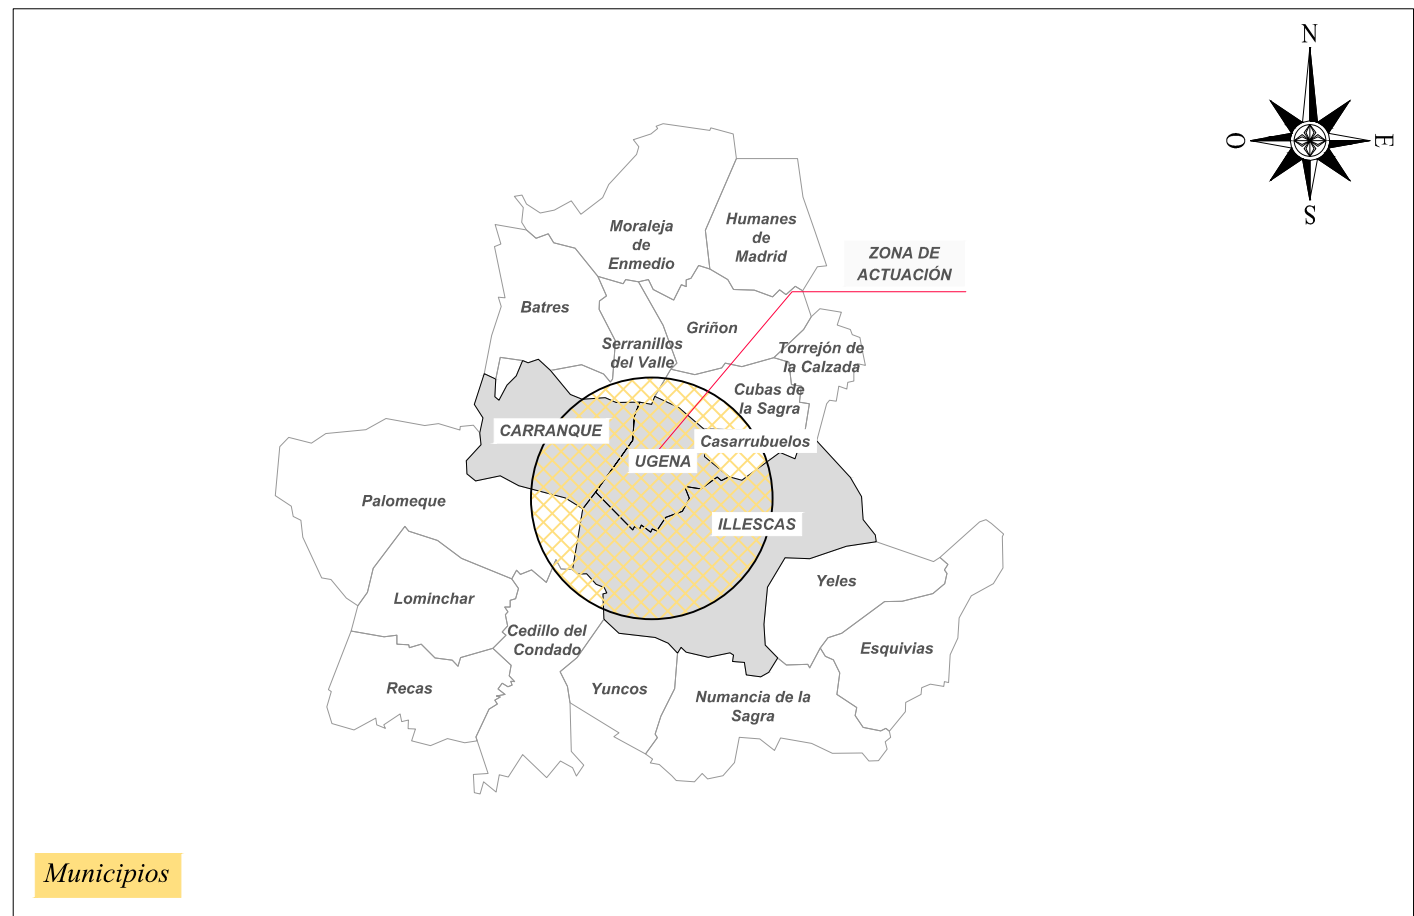 N
O
E
S
Moraleja
de
Enmedio
Humanes
de
Madrid
ZONA DE
ACTUACIÓN
Batres
Griñon
Serranillos
del Valle
Torrejón de
la Calzada
Cubas de
la Sagra
CARRANQUE
Casarrubuelos
UGENA
Palomeque
ILLESCAS
Yeles
Lominchar
Cedillo del
Condado
Esquivias
Recas
Yuncos
Numancia de la
Sagra
Municipios